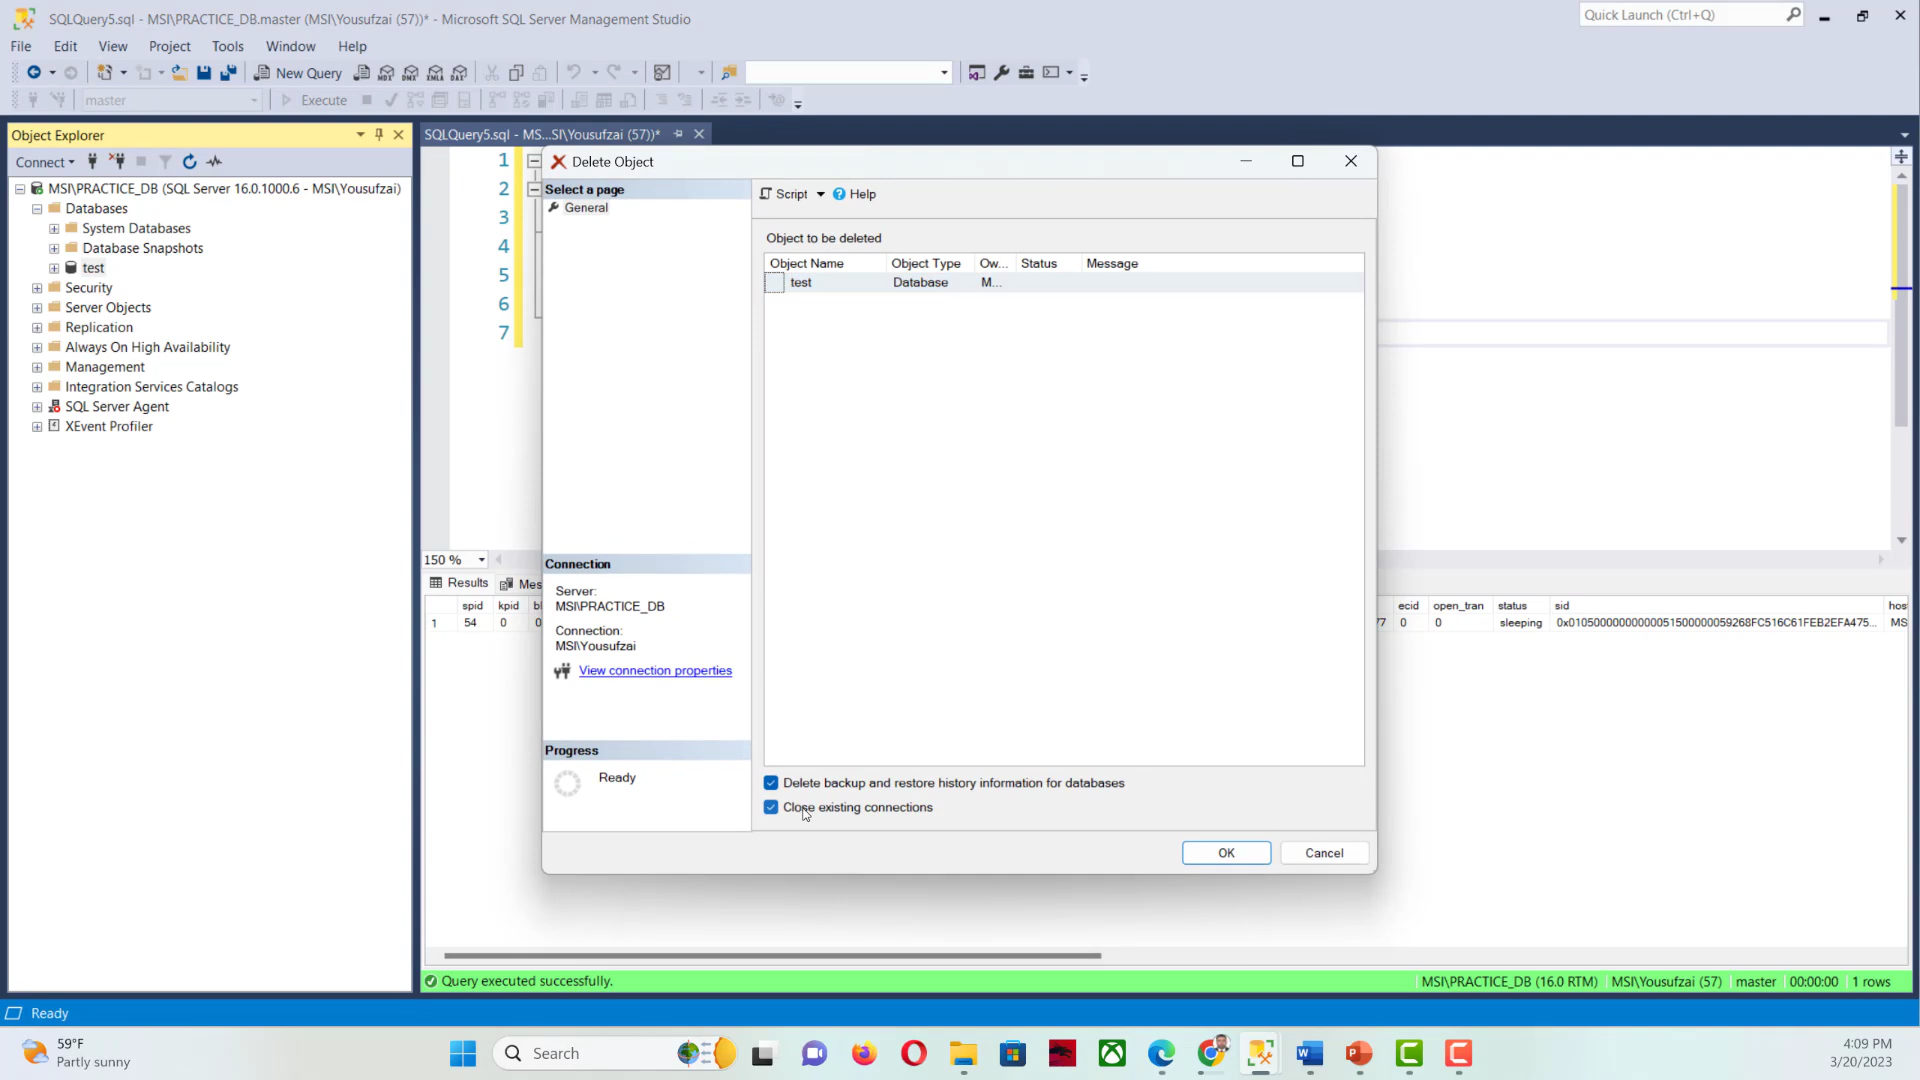 SQLQuery5.sql - MSI\PRACTICE_DB.master (MSI\Yousufzai (57))* - Microsoft SQL Server Management Studio
Quick Launch (Ctrl+Q)
File Edit View Project Tools Window Help
New Query
MDX DMX XMLA DAX
master
Execute
Object Explorer
SQLQuery5.sql - MS...SI\Yousufzai (57))*
Connect
MSI\PRACTICE_DB (SQL Server 16.0.1000.6 - MSI\Yousufzai)
Databases
System Databases
Database Snapshots
test
Security
Server Objects
Replication
Always On High Availability
Management
Integration Services Catalogs
SQL Server Agent
XEvent Profiler
1
2
3
4
5
6
7
Delete Object
Select a page
General
Script
Help
Object to be deleted
Object Name Object Type Ow... Status Message
test Database M...
Connection
Server:
MSI\PRACTICE_DB
Connection:
MSI\Yousufzai
View connection properties
Progress
Ready
Delete backup and restore history information for databases
Close existing connections
OK
Cancel
150 %
Results
spid kpid ecid open_tran status sid
1 54 0 0 0 0 sleeping 0x010500000000000515000000059268FC516C61FEB2EFA475... MS
Query executed successfully.
MSI\PRACTICE_DB (16.0 RTM) MSI\Yousufzai (57) master 00:00:00 1 rows
Ready
59°F
Partly sunny
Search
4:09 PM
3/20/2023